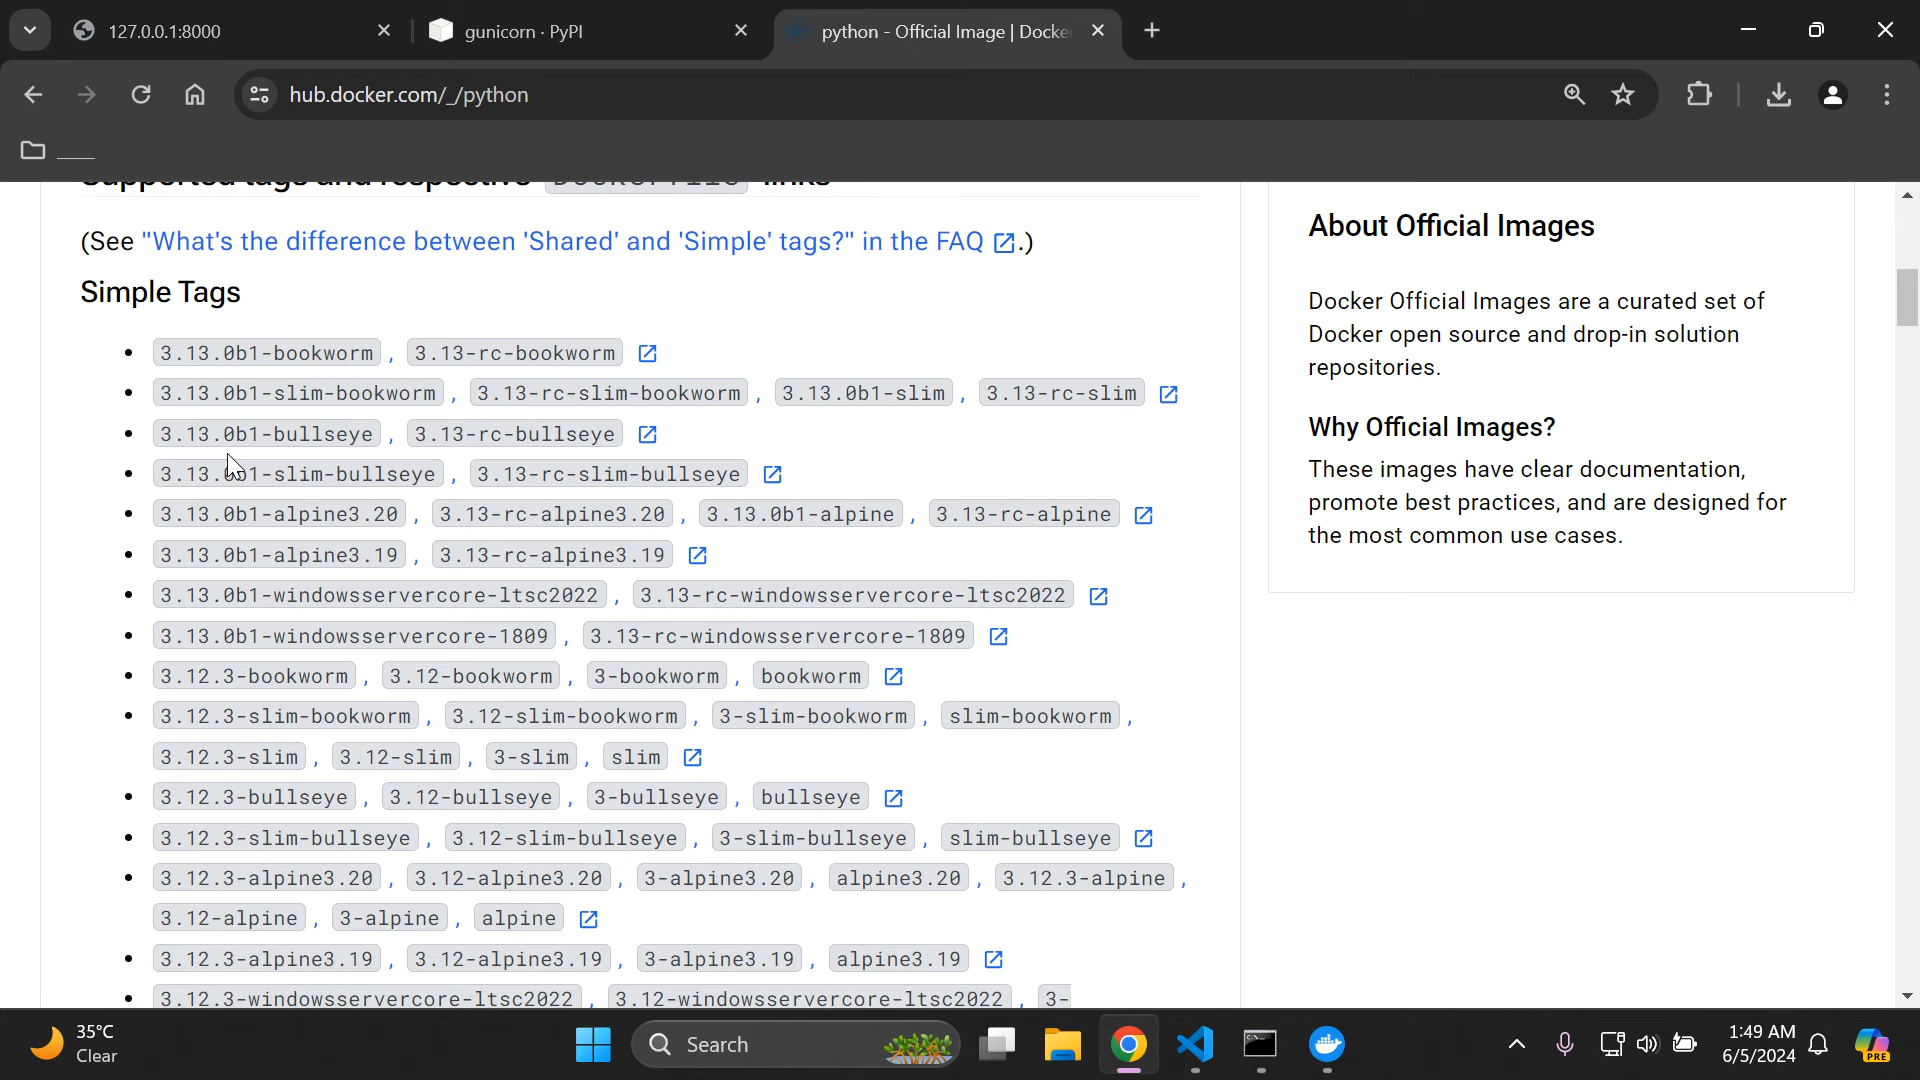 127.0.0.1:8000
gunicorn · PyPI
python - Official Image | Docke
hub.docker.com/_/python
Supported tags and respective Dockerfile links
(See "What's the difference between 'Shared' and 'Simple' tags?" in the FAQ .)
Simple Tags
3.13.0b1-bookworm , 3.13-rc-bookworm
3.13.0b1-slim-bookworm , 3.13-rc-slim-bookworm , 3.13.0b1-slim , 3.13-rc-slim
3.13.0b1-bullseye , 3.13-rc-bullseye
3.13.0b1-slim-bullseye , 3.13-rc-slim-bullseye
3.13.0b1-alpine3.20 , 3.13-rc-alpine3.20 , 3.13.0b1-alpine , 3.13-rc-alpine
3.13.0b1-alpine3.19 , 3.13-rc-alpine3.19
3.13.0b1-windowsservercore-ltsc2022 , 3.13-rc-windowsservercore-ltsc2022
3.13.0b1-windowsservercore-1809 , 3.13-rc-windowsservercore-1809
3.12.3-bookworm , 3.12-bookworm , 3-bookworm , bookworm
3.12.3-slim-bookworm , 3.12-slim-bookworm , 3-slim-bookworm , slim-bookworm ,
3.12.3-slim , 3.12-slim , 3-slim , slim
3.12.3-bullseye , 3.12-bullseye , 3-bullseye , bullseye
3.12.3-slim-bullseye , 3.12-slim-bullseye , 3-slim-bullseye , slim-bullseye
3.12.3-alpine3.20 , 3.12-alpine3.20 , 3-alpine3.20 , alpine3.20 , 3.12.3-alpine ,
3.12-alpine , 3-alpine , alpine
3.12.3-alpine3.19 , 3.12-alpine3.19 , 3-alpine3.19 , alpine3.19
3.12.3-windowsservercore-ltsc2022 , 3.12-windowsservercore-ltsc2022 , 3-
About Official Images
Docker Official Images are a curated set of
Docker open source and drop-in solution
repositories.
Why Official Images?
These images have clear documentation,
promote best practices, and are designed for
the most common use cases.
35°C
Clear
Search
1:49 AM
6/5/2024
PRE